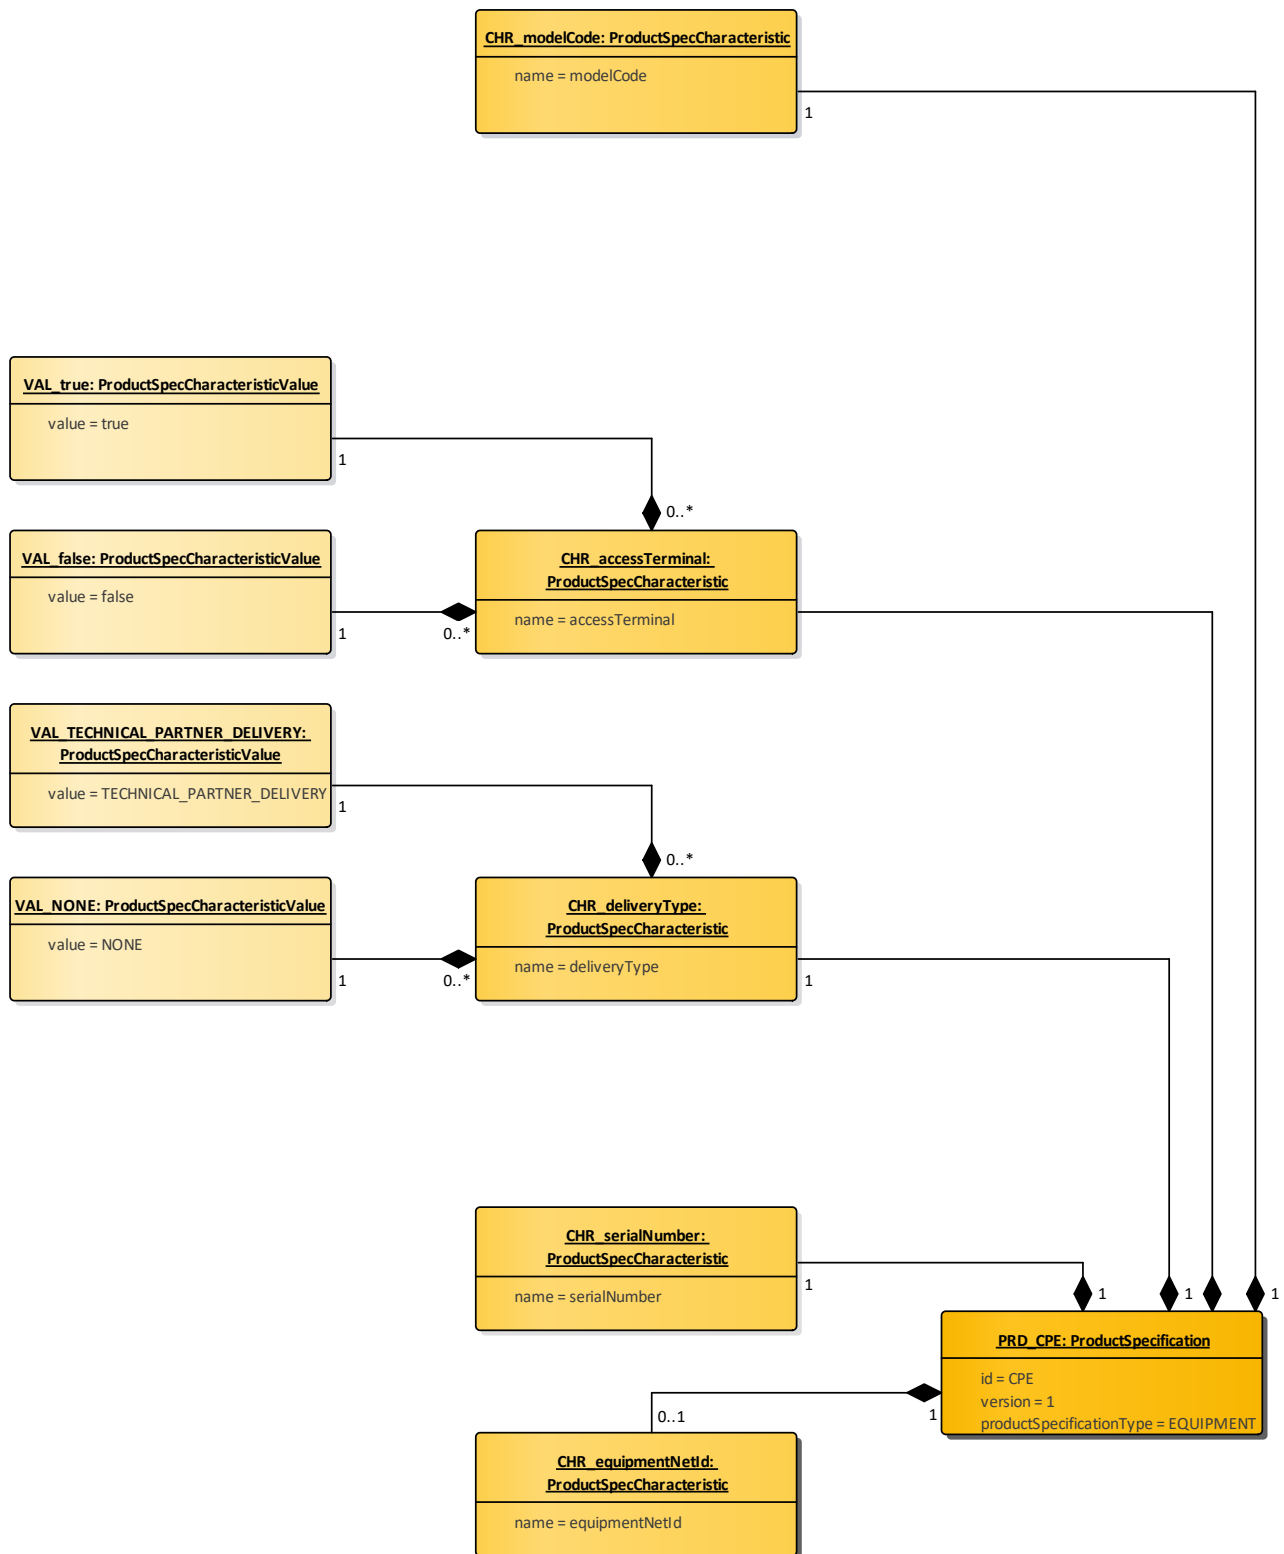 CHR_modelCode: ProductSpecCharacteristic
name = modelCode
1
VAL_true: ProductSpecCharacteristicValue
value = true
1
0..*
VAL_false: ProductSpecCharacteristicValue
value = false
1
0..*
CHR_accessTerminal:
ProductSpecCharacteristic
name = accessTerminal
VAL_TECHNICAL_PARTNER_DELIVERY:
ProductSpecCharacteristicValue
value = TECHNICAL_PARTNER_DELIVERY
1
0..*
VAL_NONE: ProductSpecCharacteristicValue
value = NONE
1
0..*
CHR_deliveryType:
ProductSpecCharacteristic
name = deliveryType
1
CHR_serialNumber:
ProductSpecCharacteristic
name = serialNumber
1
1
1
1
PRD_CPE: ProductSpecification
id = CPE
version = 1
productSpecificationType = EQUIPMENT
1
0..1
CHR_equipmentNetId:
ProductSpecCharacteristic
name = equipmentNetId